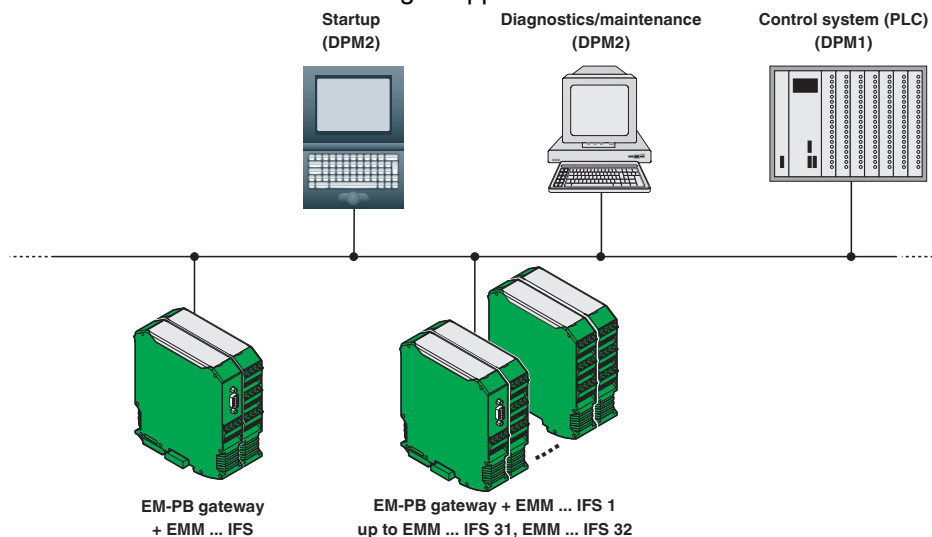 Startup
(DPM2)
Diagnostics/maintenance
(DPM2)
Control system (PLC)
(DPM1)
EM-PB gateway
+ EMM ... IFS
EM-PB gateway + EMM ... IFS 1
up to EMM ... IFS 31, EMM ... IFS 32